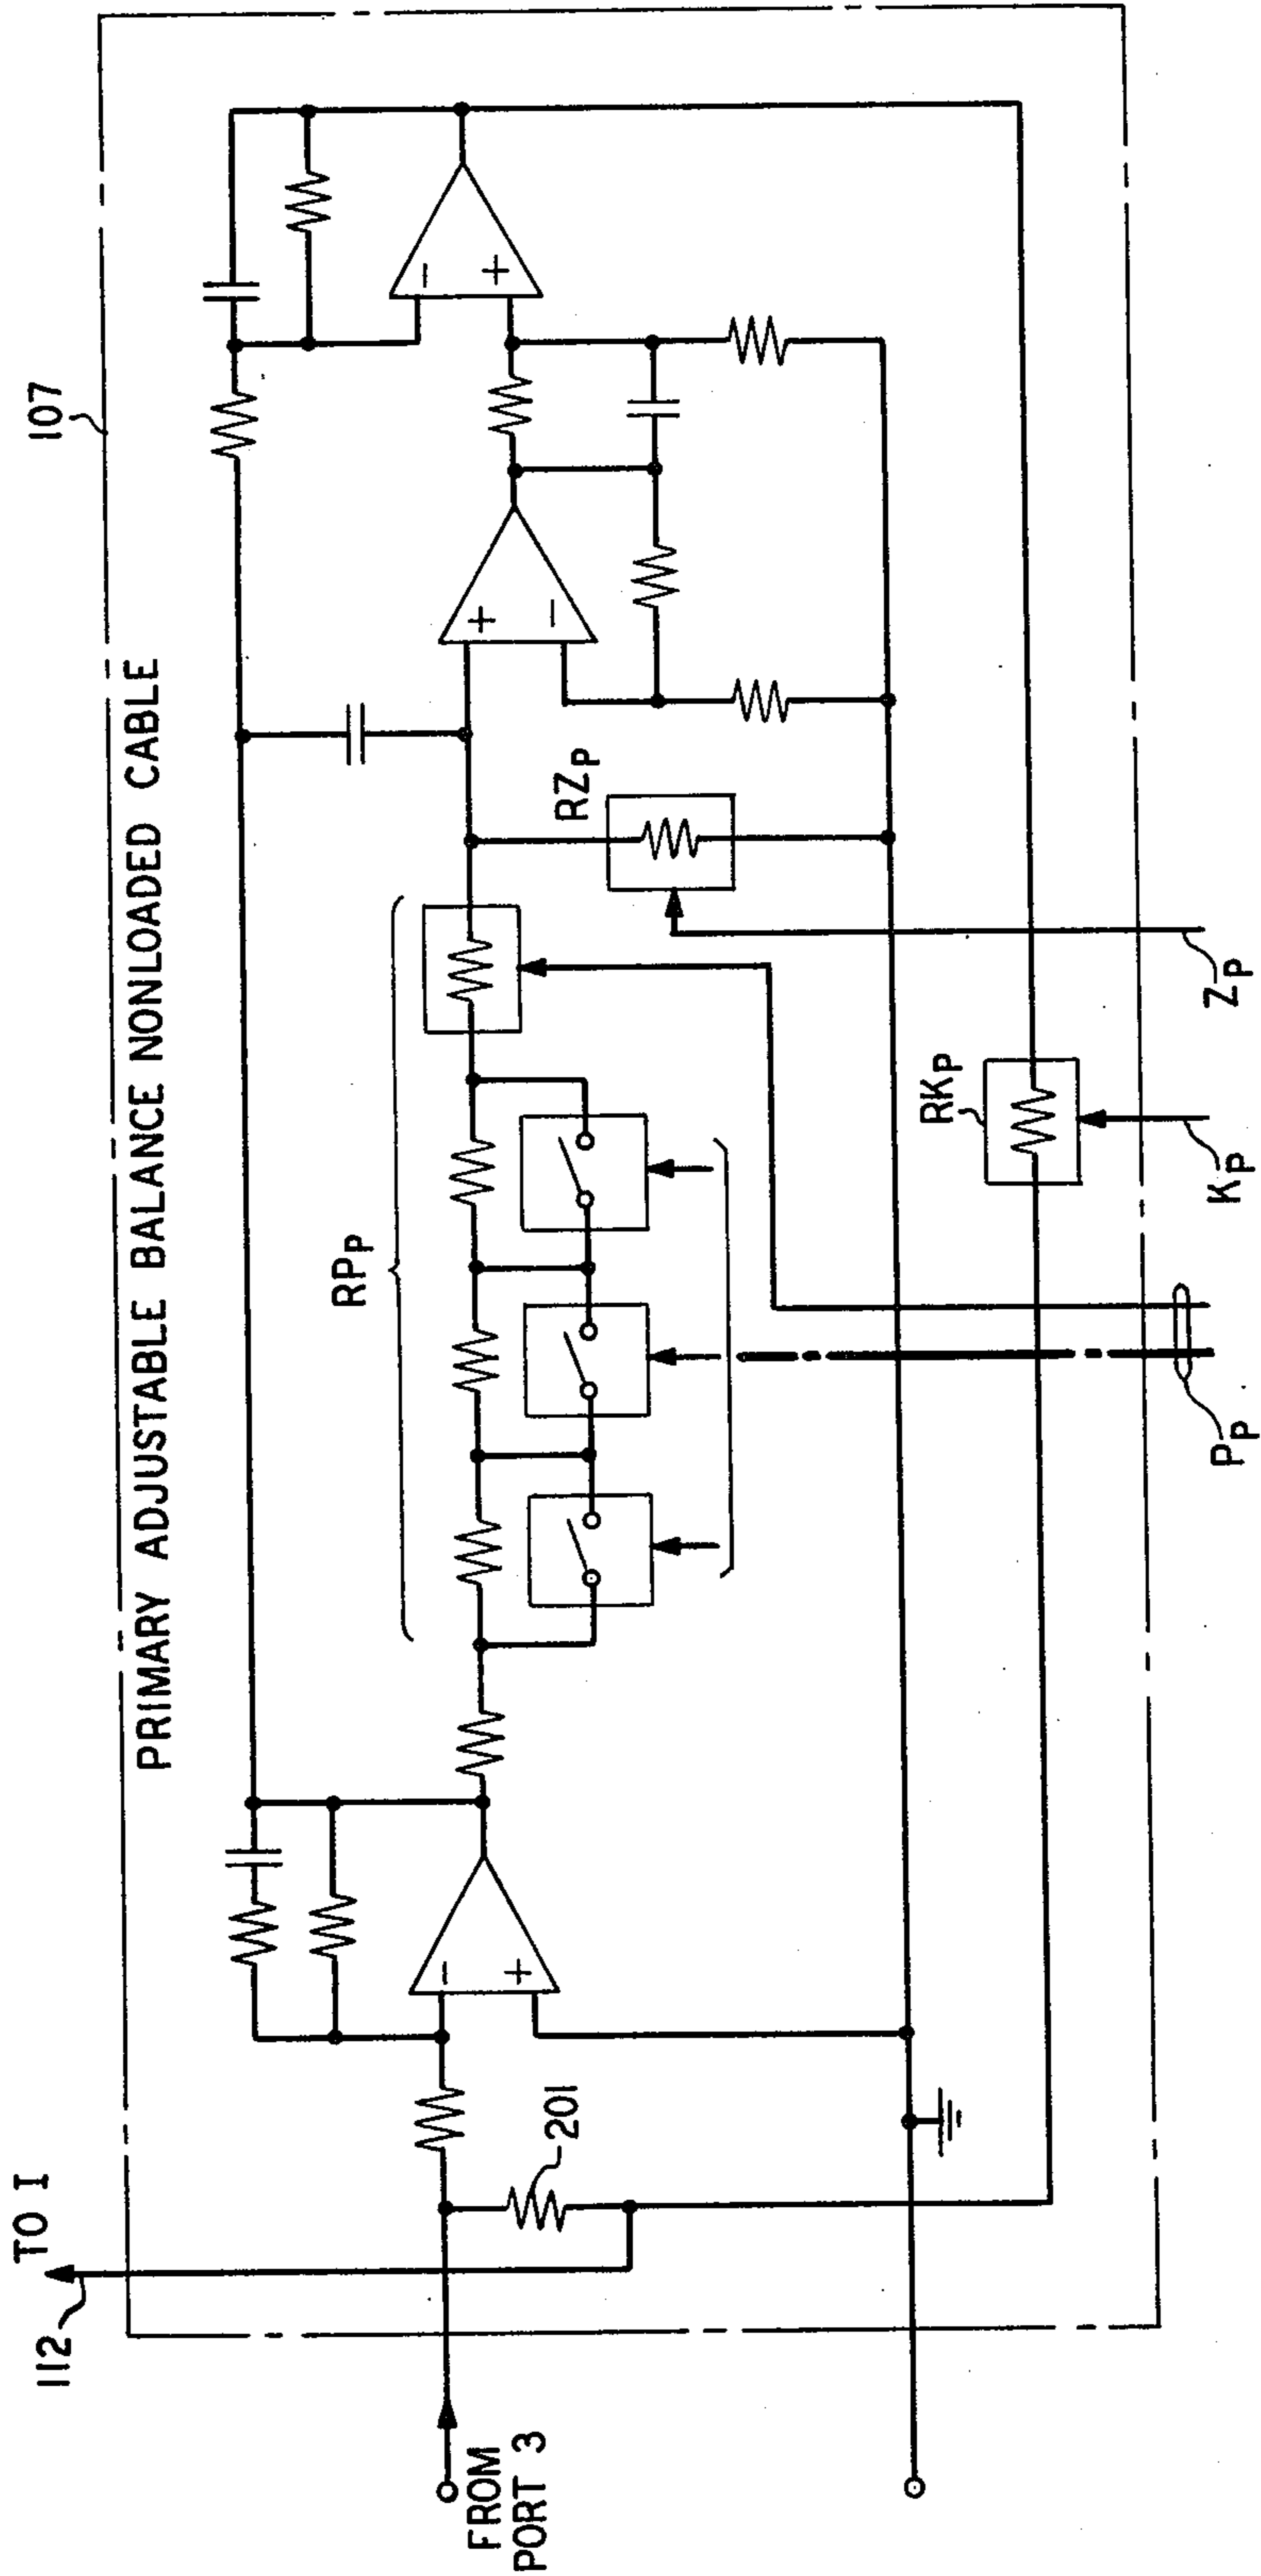 107
PRIMARY ADJUSTABLE BALANCE NONLOADED CABLE
TO I
112
FROM
PORT 3
201
RPP
RZP
RKP
PP
KP
ZP
−
+
+
−
−
+